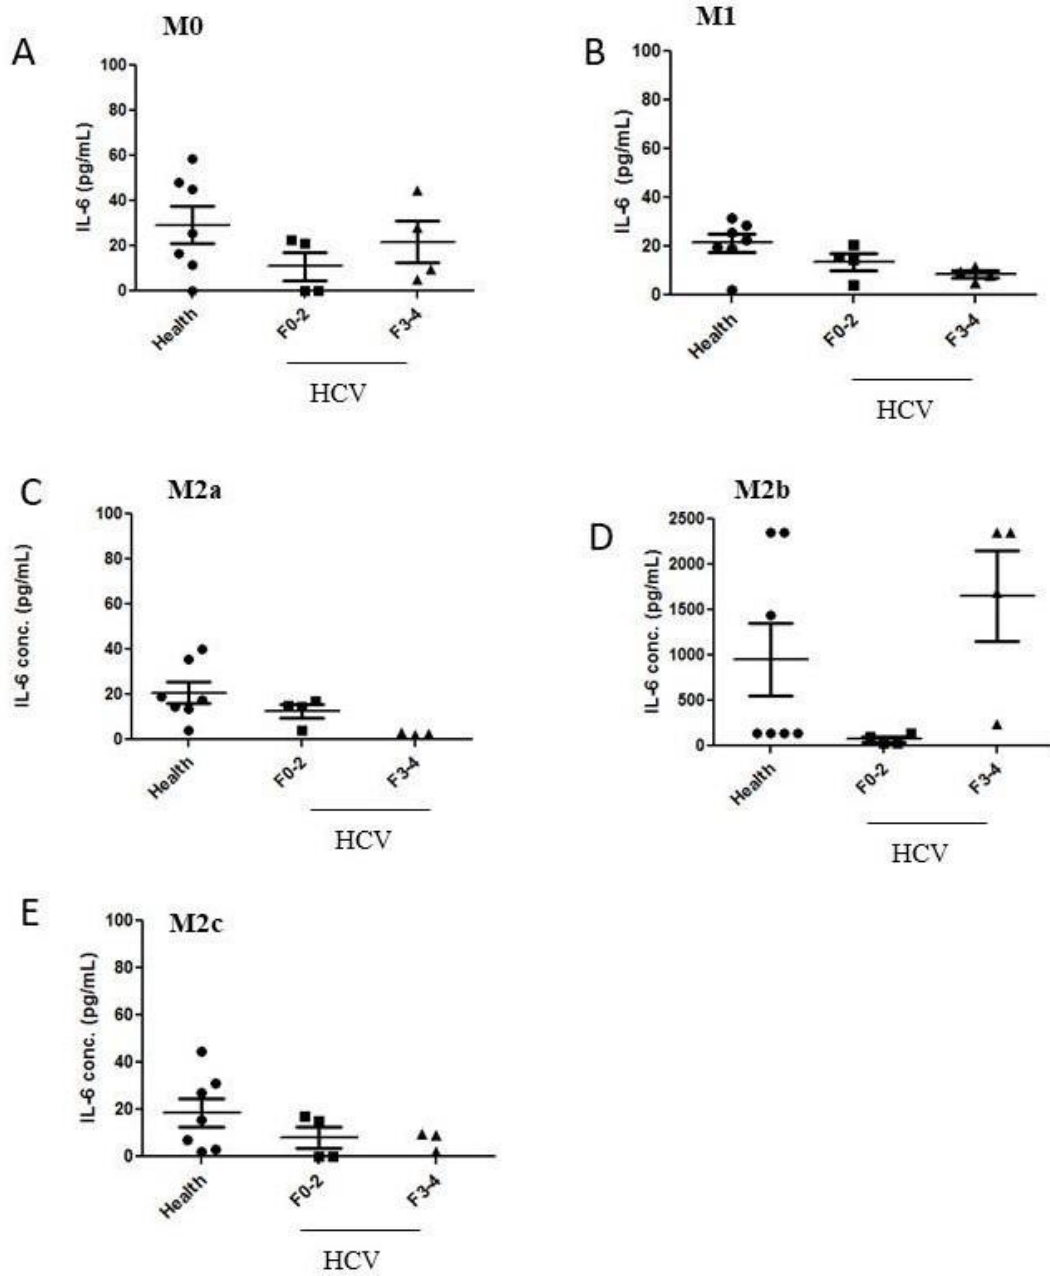 A
M0
IL-6 (pg/mL)
100
80
60
40
20
0
Health
F0-2
F3-4
HCV
B
M1
IL-6 (pg/mL)
100
80
60
40
20
0
Health
F0-2
F3-4
HCV
C
M2a
IL-6 conc. (pg/mL)
100
80
60
40
20
0
Health
F0-2
F3-4
HCV
D
M2b
IL-6 conc. (pg/mL)
2500
2000
1500
1000
500
0
Health
F0-2
F3-4
HCV
E
M2c
IL-6 conc. (pg/mL)
100
80
60
40
20
0
Health
F0-2
F3-4
HCV